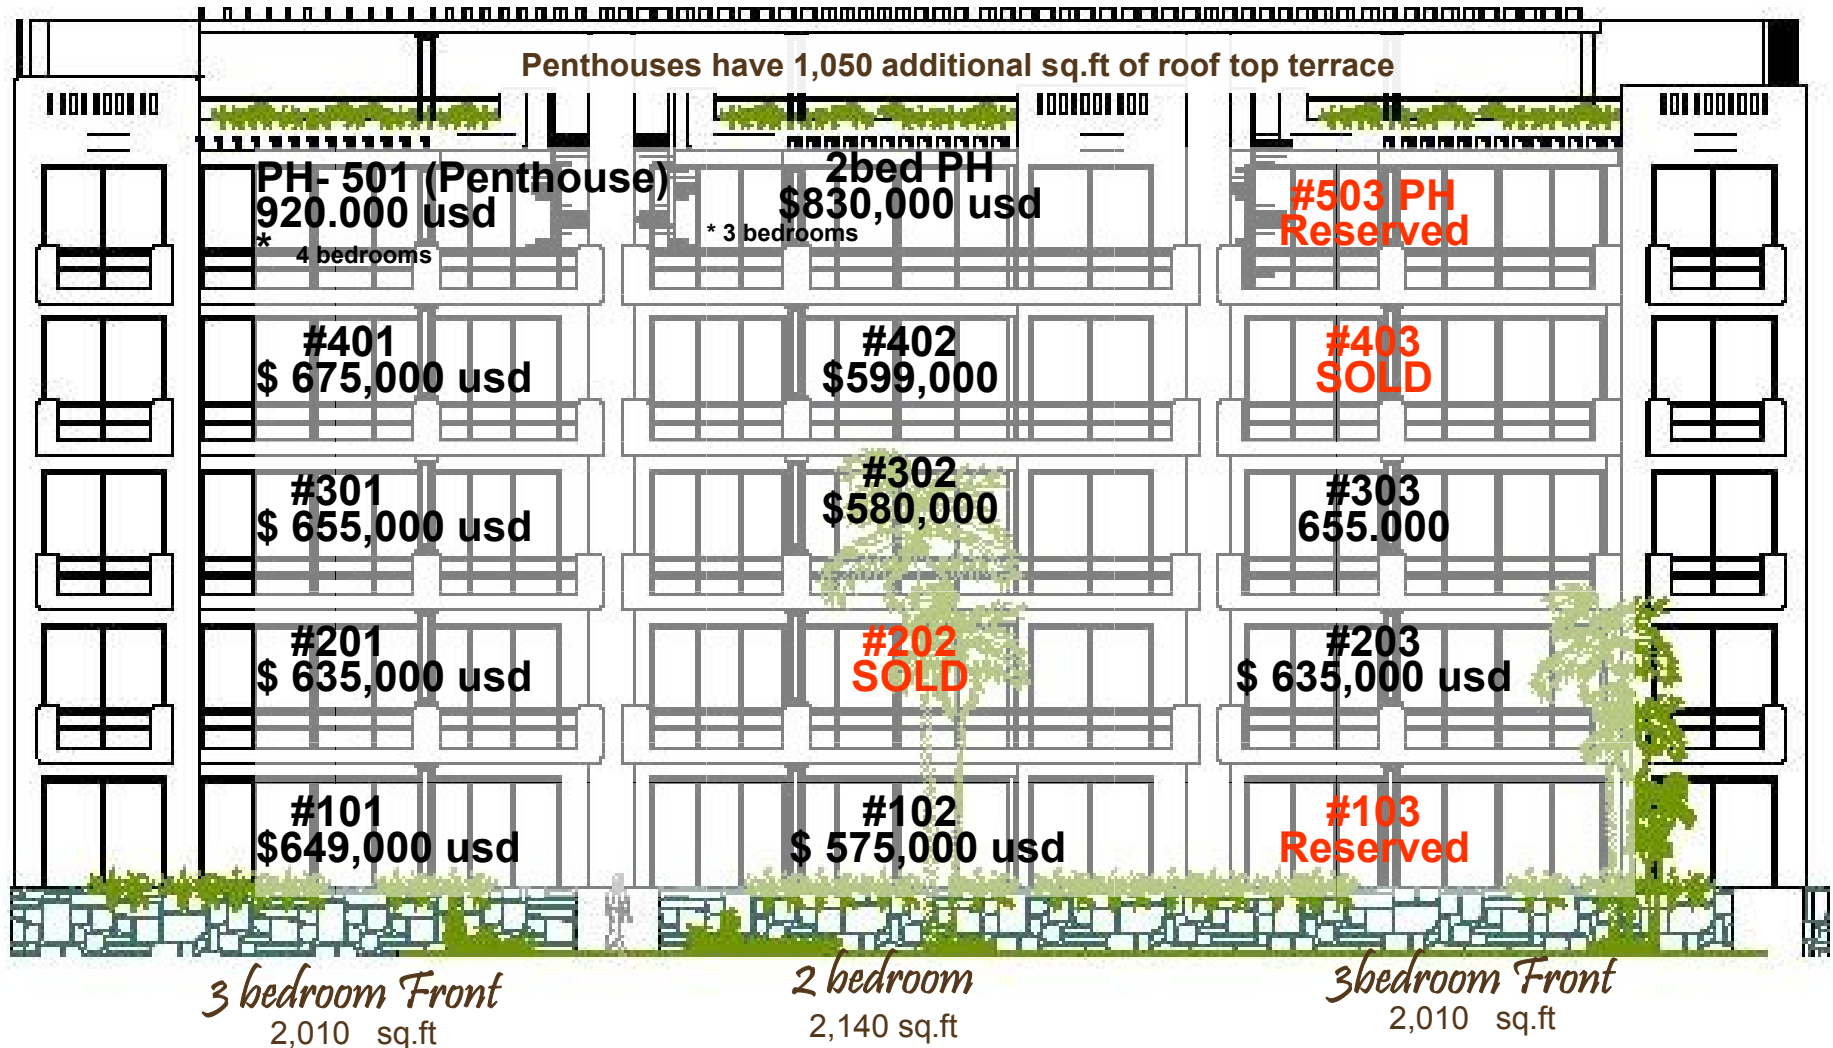 Penthouses have 1,050 additional sq.ft of roof top terrace
PH- 501 (Penthouse)
920.000 usd
*
4 bedrooms
2bed PH
$830,000 usd
* 3 bedrooms
#503 PH
Reserved
#401
$ 675,000 usd
#402
$599,000
#403
SOLD
#301
$ 655,000 usd
#302
$580,000
#303
655.000
#201
$ 635,000 usd
#202
SOLD
#203
$ 635,000 usd
#101
$649,000 usd
#102
$ 575,000 usd
#103
Reserved
3 bedroom Front
2,010 sq.ft
2 bedroom
2,140 sq.ft
3bedroom Front
2,010 sq.ft